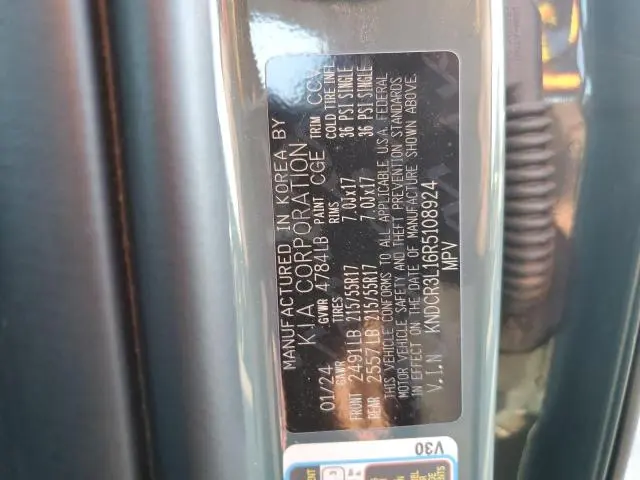 MANUFACTURED IN KOREA BY
KIA CORPORATION
01/24 GVWR 4784LB PAINT CGE TRIM CCV
GAWR TIRES RIMS COLD TIRE INFL
FRONT 2491LB 215/55R17 7.0JX17 36 PSI SINGLE
REAR 2557LB 215/55R17 7.0JX17 36 PSI SINGLE
THIS VEHICLE CONFORMS TO ALL APPLICABLE U.S.A. FEDERAL
MOTOR VEHICLE SAFETY AND THEFT PREVENTION STANDARDS
IN EFFECT ON THE DATE OF MANUFACTURE SHOWN ABOVE.
V.I.N KNDCR3L16R5108924
MPV
V30